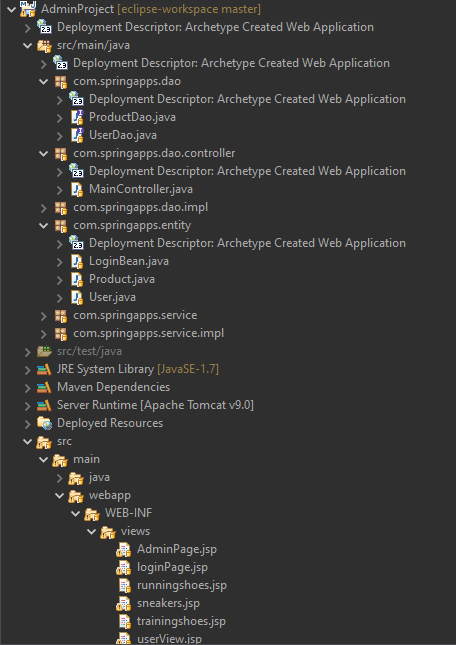 AdminProject [eclipse-workspace master]
Deployment Descriptor: Archetype Created Web Application
src/main/java
Deployment Descriptor: Archetype Created Web Application
com.springapps.dao
Deployment Descriptor: Archetype Created Web Application
ProductDao.java
UserDao.java
com.springapps.dao.controller
Deployment Descriptor: Archetype Created Web Application
MainController.java
com.springapps.dao.impl
com.springapps.entity
Deployment Descriptor: Archetype Created Web Application
LoginBean.java
Product.java
User.java
com.springapps.service
com.springapps.service.impl
src/test/java
JRE System Library [JavaSE-1.7]
Maven Dependencies
Server Runtime [Apache Tomcat v9.0]
Deployed Resources
src
main
java
webapp
WEB-INF
views
AdminPage.jsp
loginPage.jsp
runningshoes.jsp
sneakers.jsp
trainingshoes.jsp
userView.jsp